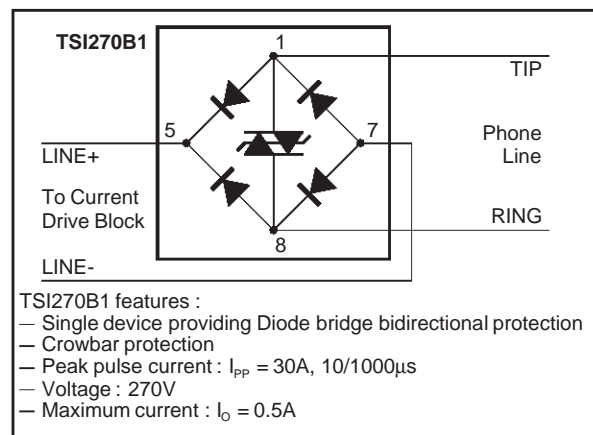 TSI270B1
1
TIP
5
7
LINE+
Phone
Line
To Current
Drive Block
8
RING
LINE-
TSI270B1 features :
— Single device providing Diode bridge bidirectional protection
— Crowbar protection
— Peak pulse current : IPP = 30A, 10/1000µs
— Voltage : 270V
— Maximum current : IO = 0.5A